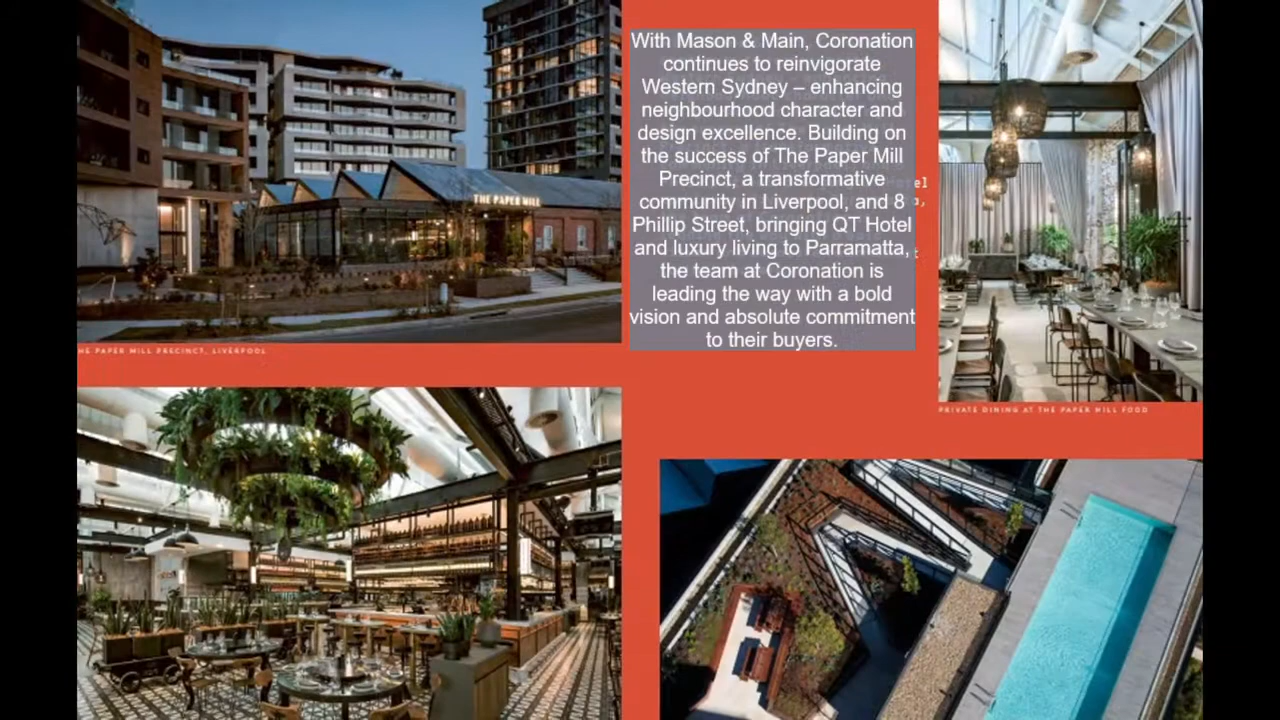 With Mason & Main, Coronation
continues to reinvigorate
Western Sydney – enhancing
neighbourhood character and
design excellence. Building on
the success of The Paper Mill
Precinct, a transformative
community in Liverpool, and 8
Phillip Street, bringing QT Hotel
and luxury living to Parramatta,
the team at Coronation is
leading the way with a bold
vision and absolute commitment
to their buyers.
THE PAPER MILL
HE PAPER MILL PRECINCT, LIVERPOOL
PRIVATE DINING AT THE PAPER MILL FOOD